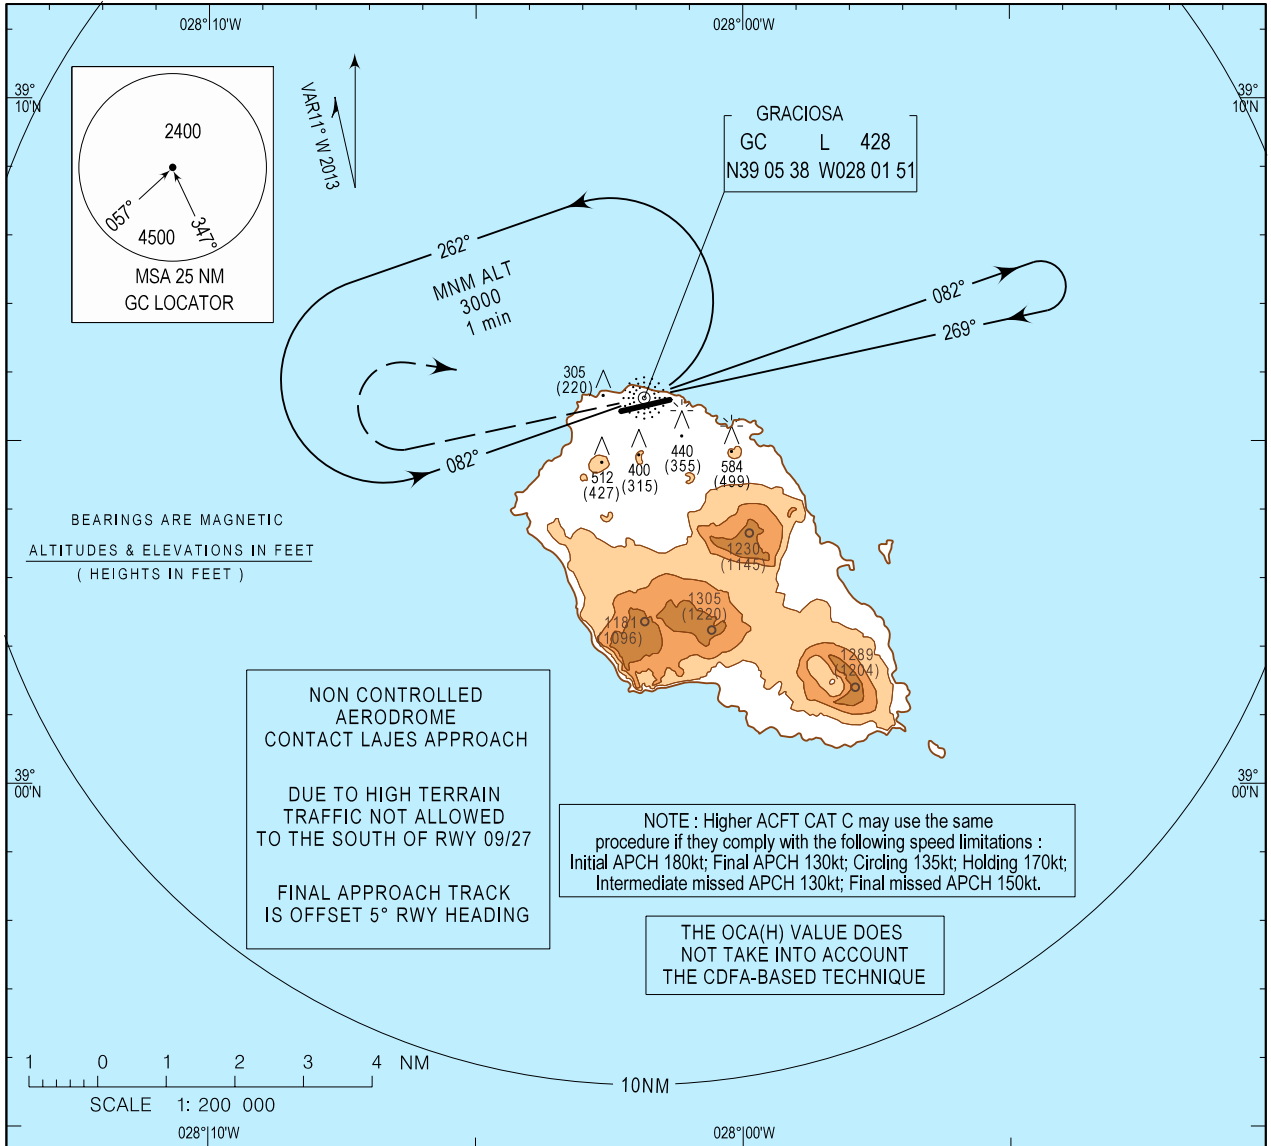 028°10'W
028°00'W
39°
10'N
39°
10'N
2400
057°
347°
4500
MSA 25 NM
GC LOCATOR
VAR11° W 2013
GRACIOSA
GC L 428
N39 05 38 W028 01 51
262°
MNM ALT
3000
1 min
082°
269°
305
(220)
082°
512
(427)
400
(315)
440
(355)
584
(499)
BEARINGS ARE MAGNETIC
ALTITUDES & ELEVATIONS IN FEET
( HEIGHTS IN FEET )
1230
(1145)
1305
(1220)
1181
(1096)
1289
(1204)
NON CONTROLLED
AERODROME
CONTACT LAJES APPROACH
DUE TO HIGH TERRAIN
TRAFFIC NOT ALLOWED
TO THE SOUTH OF RWY 09/27
FINAL APPROACH TRACK
IS OFFSET 5° RWY HEADING
39°
00'N
39°
00'N
NOTE : Higher ACFT CAT C may use the same
procedure if they comply with the following speed limitations :
Initial APCH 180kt; Final APCH 130kt; Circling 135kt; Holding 170kt;
Intermediate missed APCH 130kt; Final missed APCH 150kt.
THE OCA(H) VALUE DOES
NOT TAKE INTO ACCOUNT
THE CDFA-BASED TECHNIQUE
1 0 1 2 3 4 NM
SCALE 1: 200 000
10NM
028°10'W
028°00'W